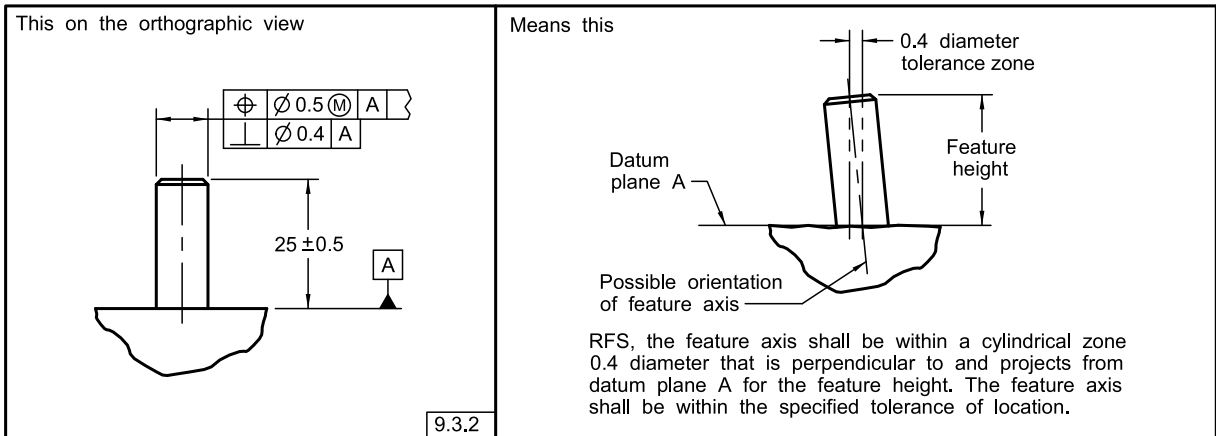 This on the orthographic view
⌖ Ø 0.5 Ⓜ A
⊥ Ø 0.4 A
25 ±0.5
A
9.3.2
Means this
0.4 diameter
tolerance zone
Feature
height
Datum
plane A
Possible orientation
of feature axis
RFS, the feature axis shall be within a cylindrical zone
0.4 diameter that is perpendicular to and projects from
datum plane A for the feature height. The feature axis
shall be within the specified tolerance of location.